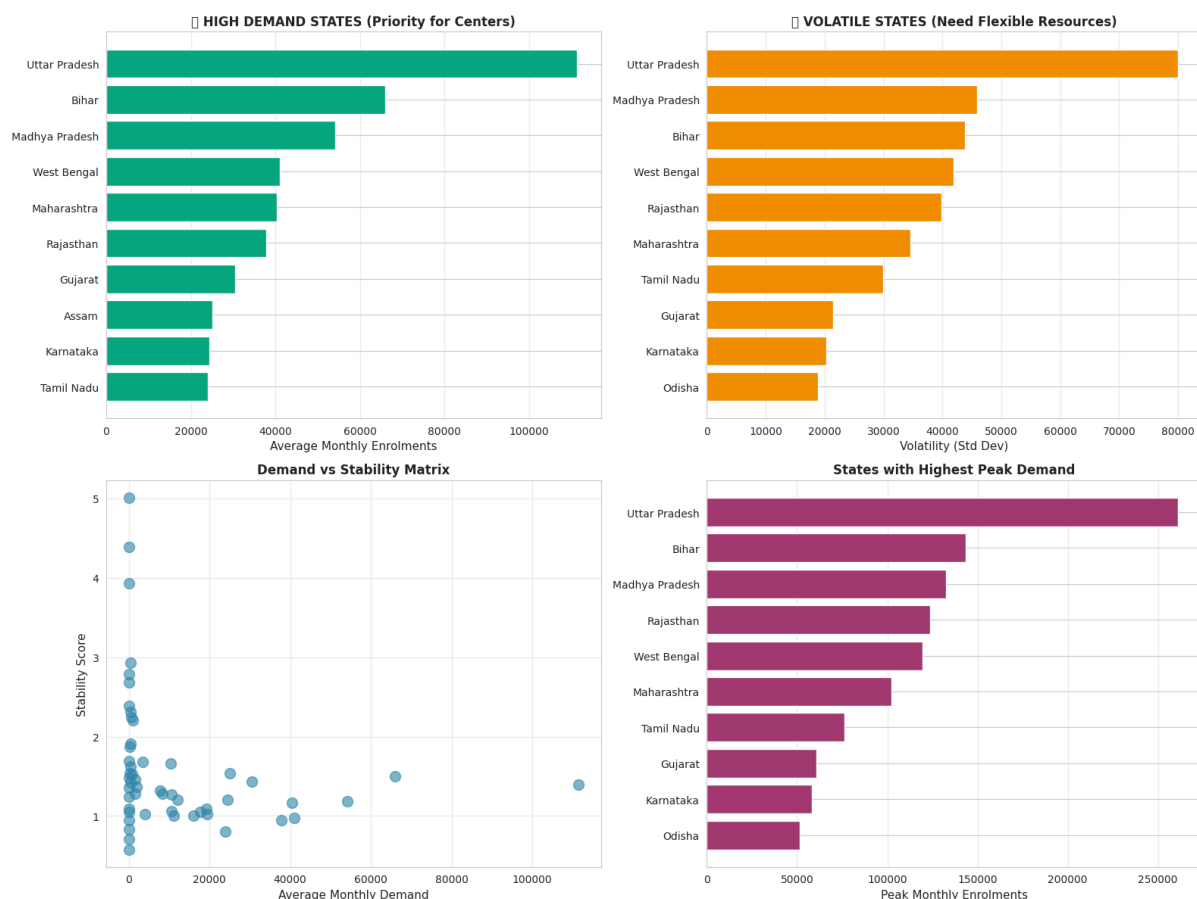 ▯ HIGH DEMAND STATES (Priority for Centers)
Uttar Pradesh
Bihar
Madhya Pradesh
West Bengal
Maharashtra
Rajasthan
Gujarat
Assam
Karnataka
Tamil Nadu
0 20000 40000 60000 80000 100000
Average Monthly Enrolments
▯ VOLATILE STATES (Need Flexible Resources)
Uttar Pradesh
Madhya Pradesh
Bihar
West Bengal
Rajasthan
Maharashtra
Tamil Nadu
Gujarat
Karnataka
Odisha
0 10000 20000 30000 40000 50000 60000 70000 80000
Volatility (Std Dev)
Demand vs Stability Matrix
Stability Score
5
4
3
2
1
0 20000 40000 60000 80000 100000
Average Monthly Demand
States with Highest Peak Demand
Uttar Pradesh
Bihar
Madhya Pradesh
Rajasthan
West Bengal
Maharashtra
Tamil Nadu
Gujarat
Karnataka
Odisha
0 50000 100000 150000 200000 250000
Peak Monthly Enrolments